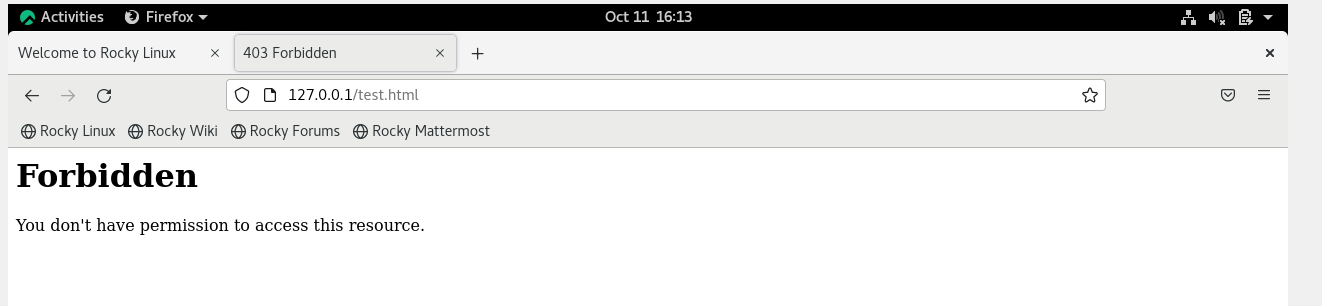 Activities Firefox Oct 11 16:13
Welcome to Rocky Linux 403 Forbidden
127.0.0.1/test.html
Rocky Linux Rocky Wiki Rocky Forums Rocky Mattermost
Forbidden
You don't have permission to access this resource.